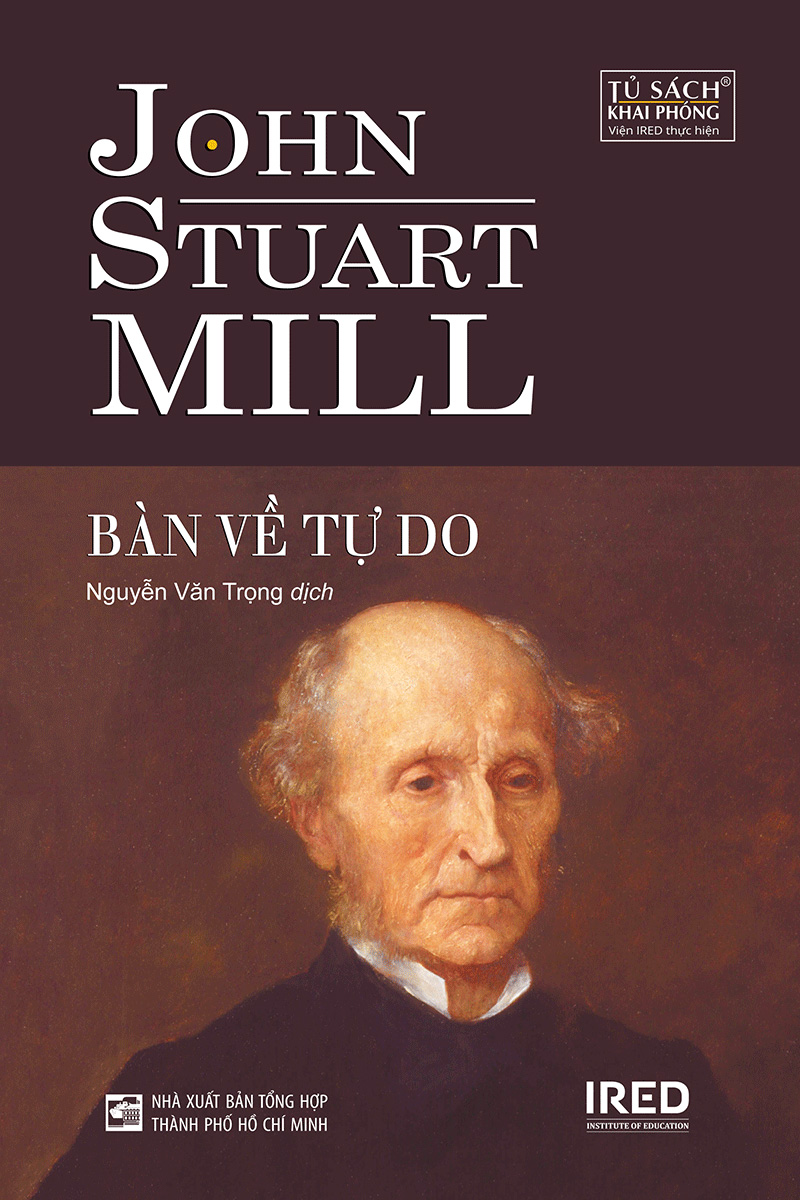 JOHN
STUART
MILL
TỦ SÁCH®
KHAI PHÓNG
Viện IRED thực hiện
BÀN VỀ TỰ DO
Nguyễn Văn Trọng dịch
NHÀ XUẤT BẢN TỔNG HỢP
THÀNH PHỐ HỒ CHÍ MINH
IRED
INSTITUTE OF EDUCATION